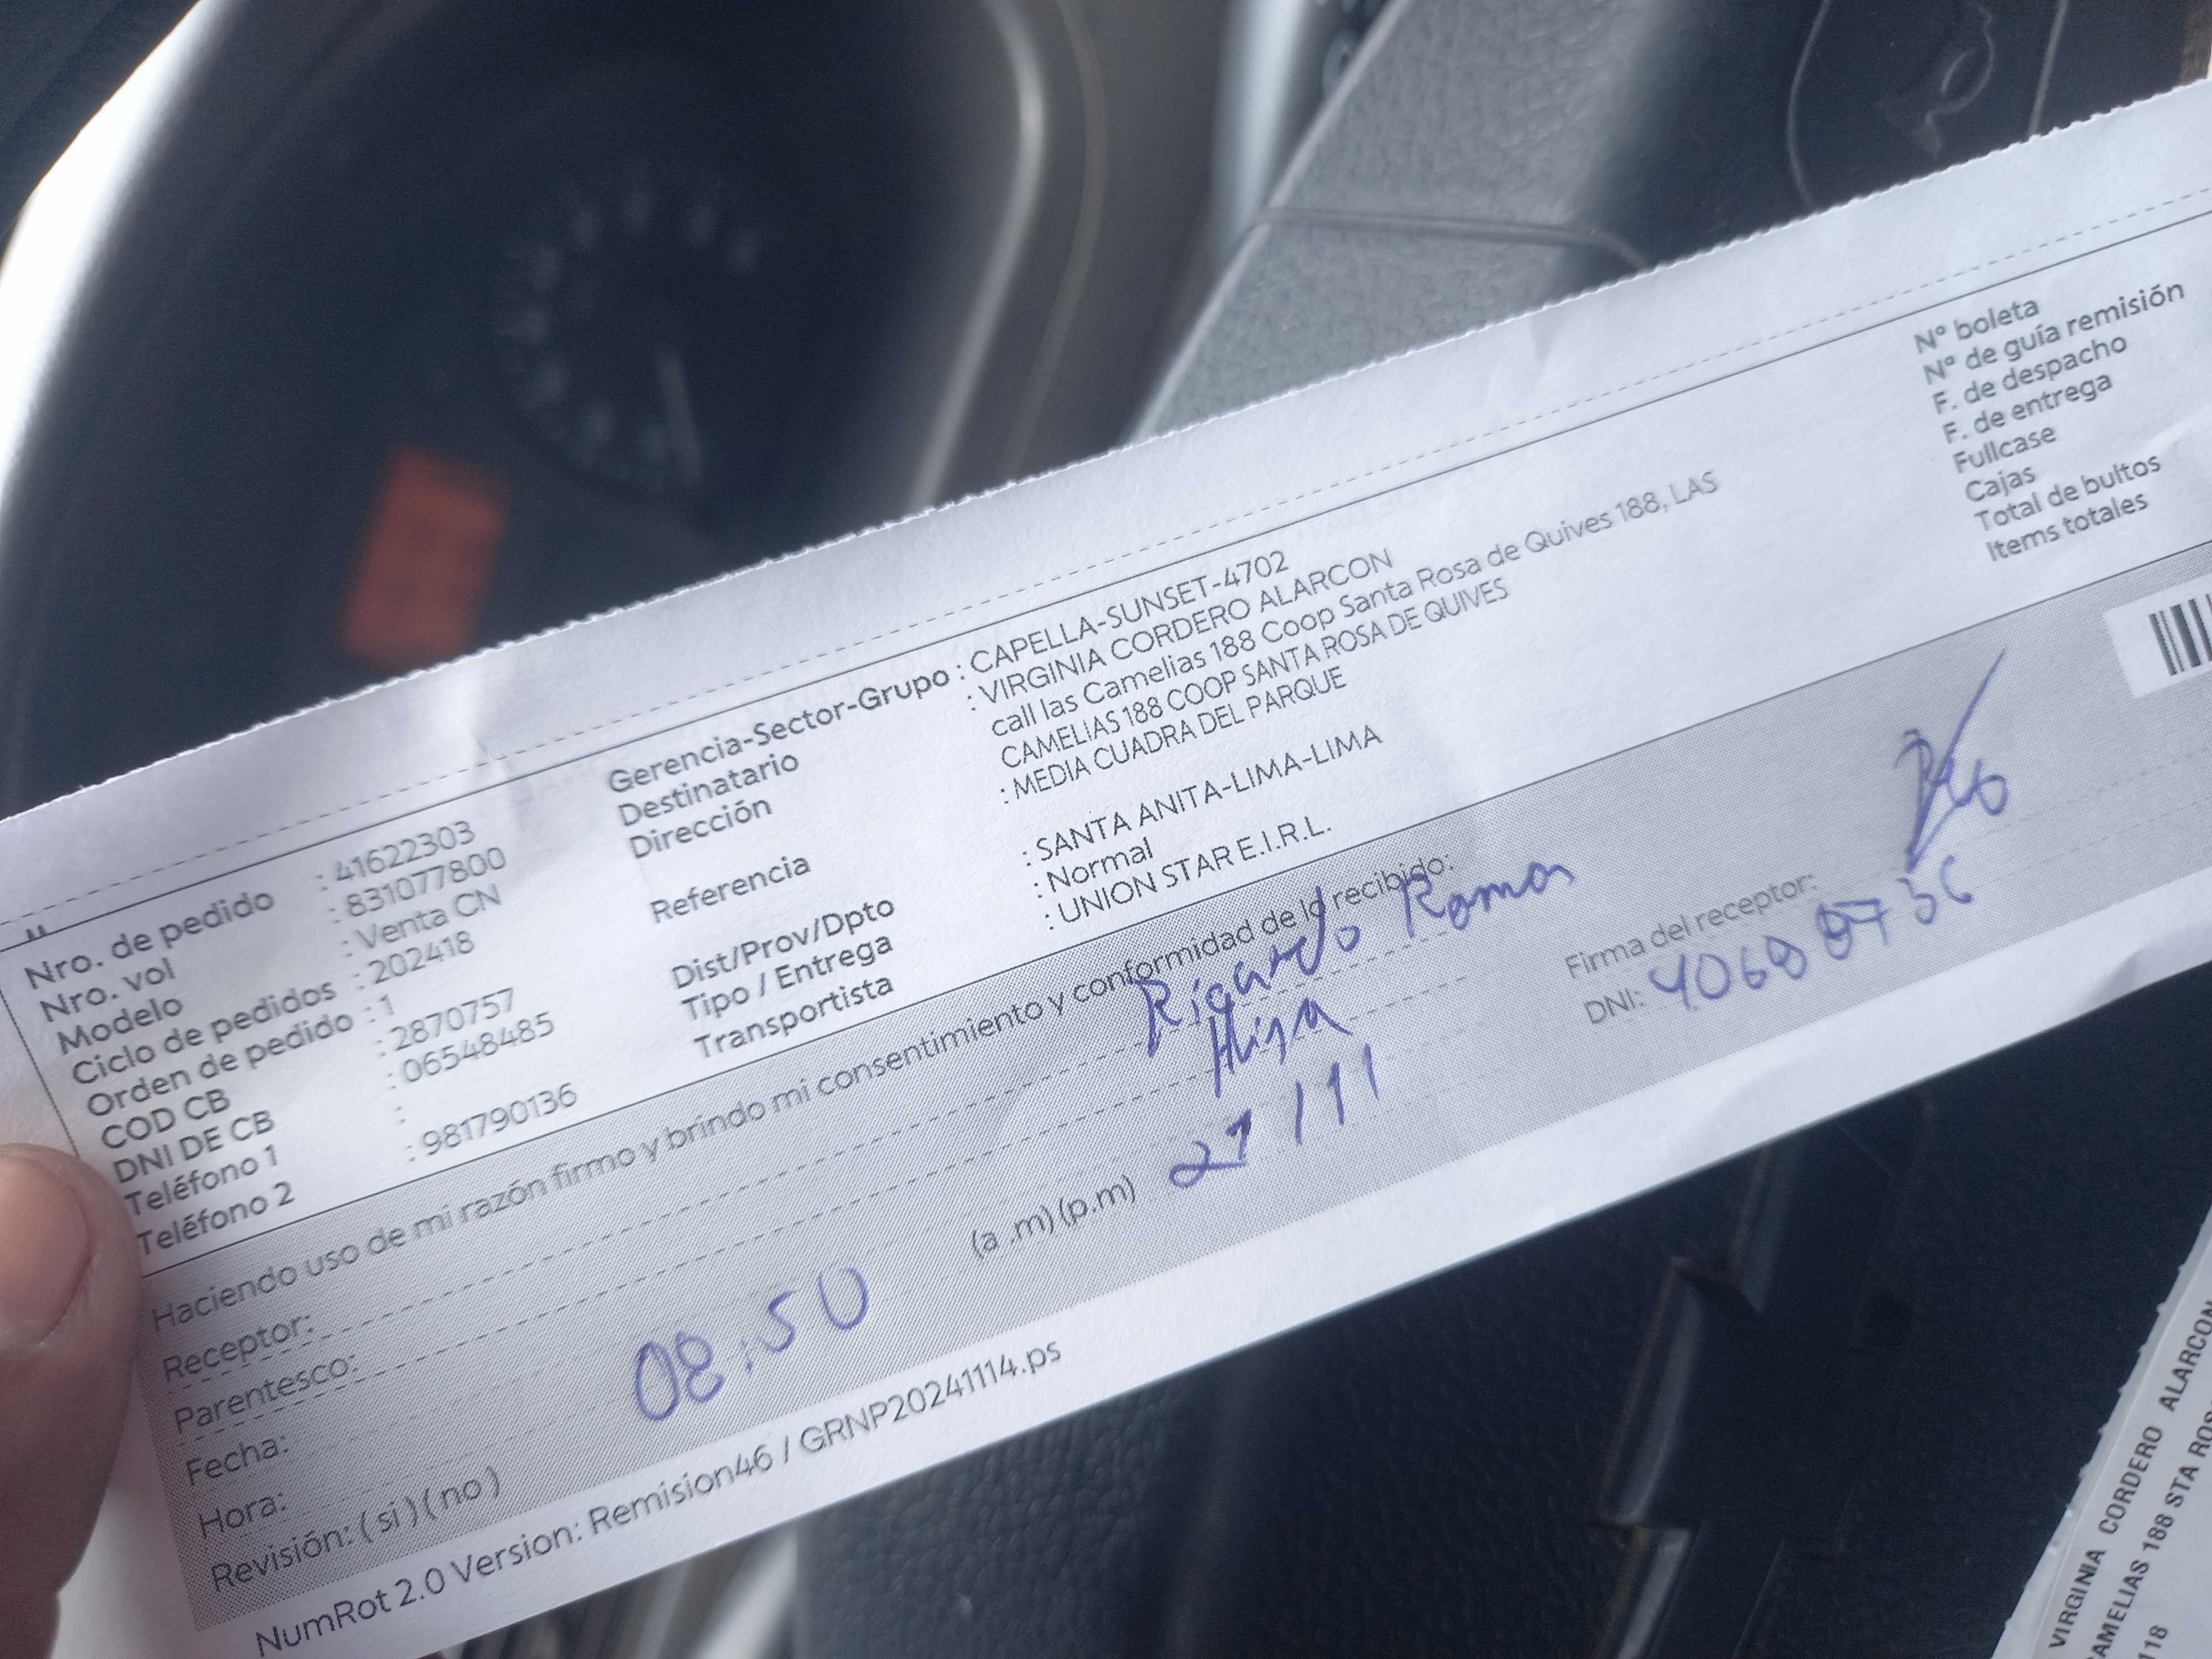 Nro. de pedido : 41622303
Nro. vol : 831077800
Modelo : Venta CN
Ciclo de pedidos : 202418
Orden de pedido : 1
COD CB : 2870757
DNI DE CB : 06548485
Teléfono 1 :
Teléfono 2 : 981790136
Gerencia-Sector-Grupo : CAPELLA-SUNSET-4702
Destinatario : VIRGINIA CORDERO ALARCON
Dirección call las Camelias 188 Coop Santa Rosa de Quives 188, LAS
CAMELIAS 188 COOP SANTA ROSA DE QUIVES
Referencia : MEDIA CUADRA DEL PARQUE
Dist/Prov/Dpto : SANTA ANITA-LIMA-LIMA
Tipo / Entrega : Normal
Transportista : UNION STAR E.I.R.L.
N° boleta
N° de guía remisión
F. de despacho
F. de entrega
Fullcase
Cajas
Total de bultos
Items totales
Haciendo uso de mi razón firmo y brindo mi consentimiento y conformidad de lo recibido:
Receptor: Ricardo Ramos
Parentesco:
Fecha: 21/11
Hora: 08:50 (a .m) (p.m)
Revisión: ( si ) ( no )
Firma del receptor:
DNI:
NumRot 2.0 Version: Remision46 / GRNP20241114.ps
VIRGINIA CORDERO ALARCON
CAMELIAS 188 STA
118